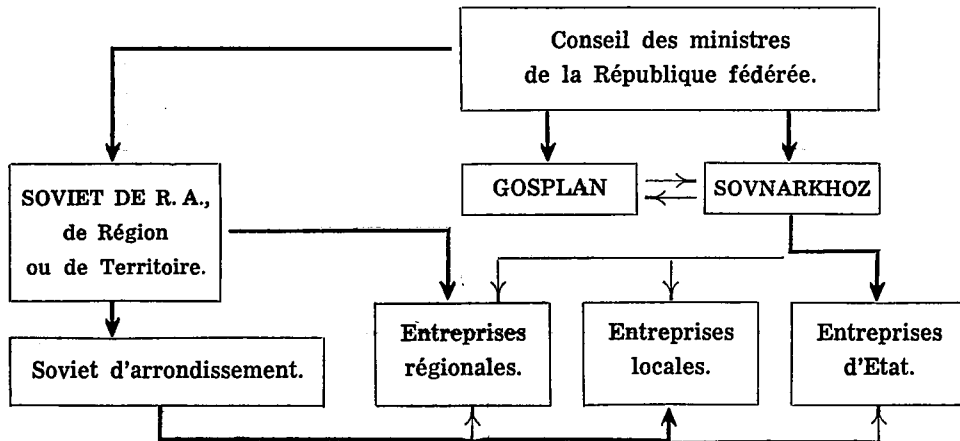 Conseil des ministres
de la République fédérée.
GOSPLAN
SOVNARKHOZ
SOVIET DE R. A.,
de Région
ou de Territoire.
Entreprises
régionales.
Entreprises
locales.
Entreprises
d'Etat.
Soviet d'arrondissement.